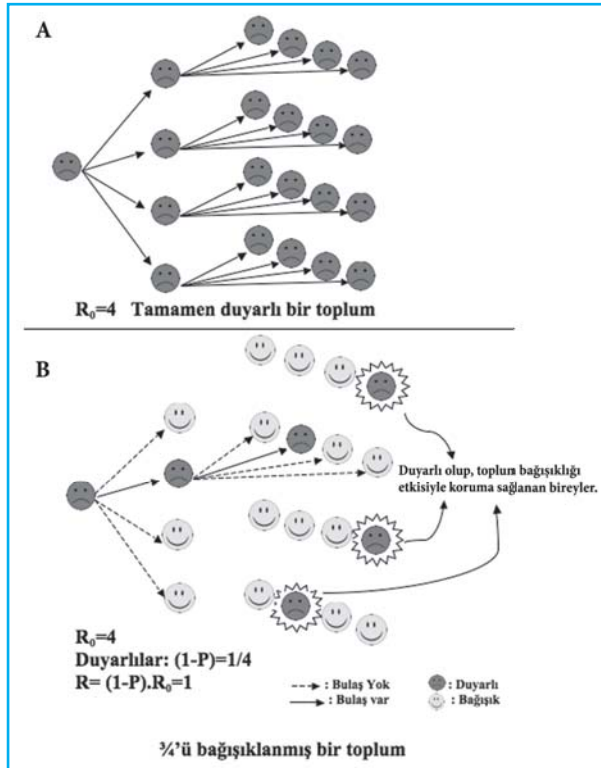 A
R₀=4 Tamamen duyarlı bir toplum
B
Duyarlı olup, toplum bağışıklığı
etkisiyle koruma sağlanan bireyler.
R₀=4
Duyarlılar: (1-P)=1/4
R= (1-P).R₀=1
: Bulaş Yok
: Duyarlı
: Bulaş var
: Bağışık
¾’ü bağışıklanmış bir toplum